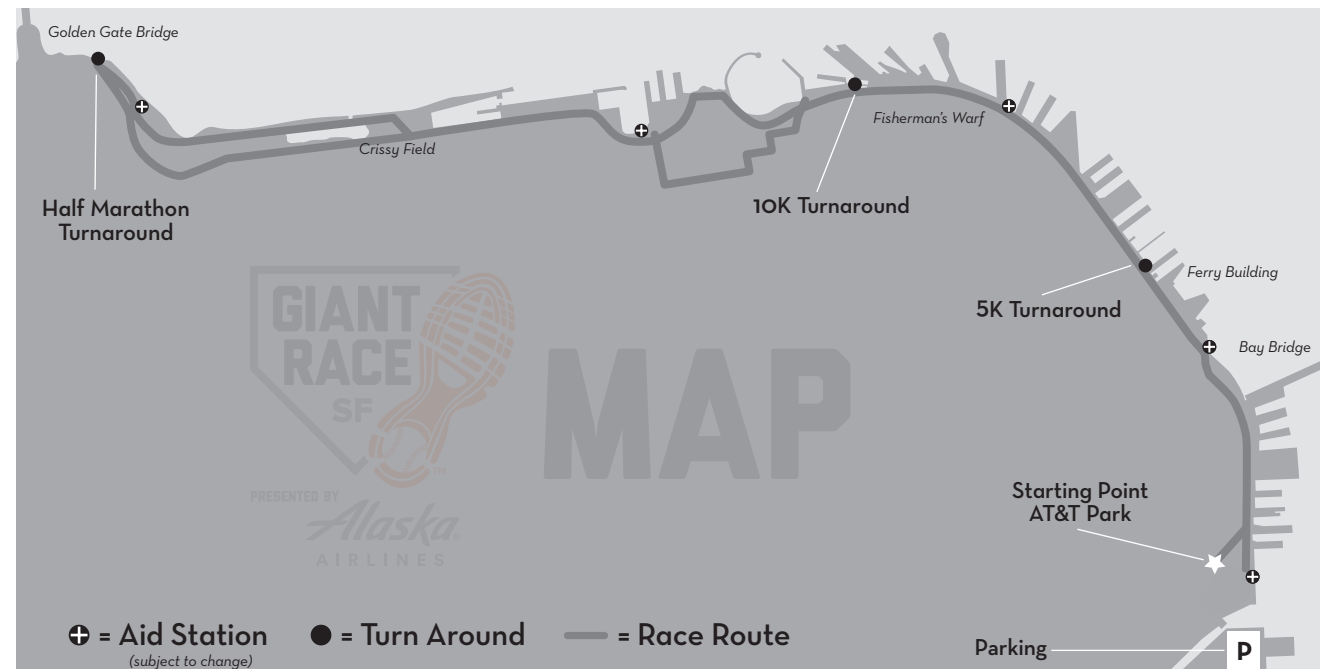 Golden Gate Bridge
Crissy Field
Fisherman's Warf
Half Marathon
Turnaround
10K Turnaround
Ferry Building
5K Turnaround
Bay Bridge
GIANT
RACE
SF
TM
MAP
PRESENTED BY
Alaska
AIRLINES
Starting Point
AT&T Park
= Aid Station
(subject to change)
= Turn Around
= Race Route
Parking
P